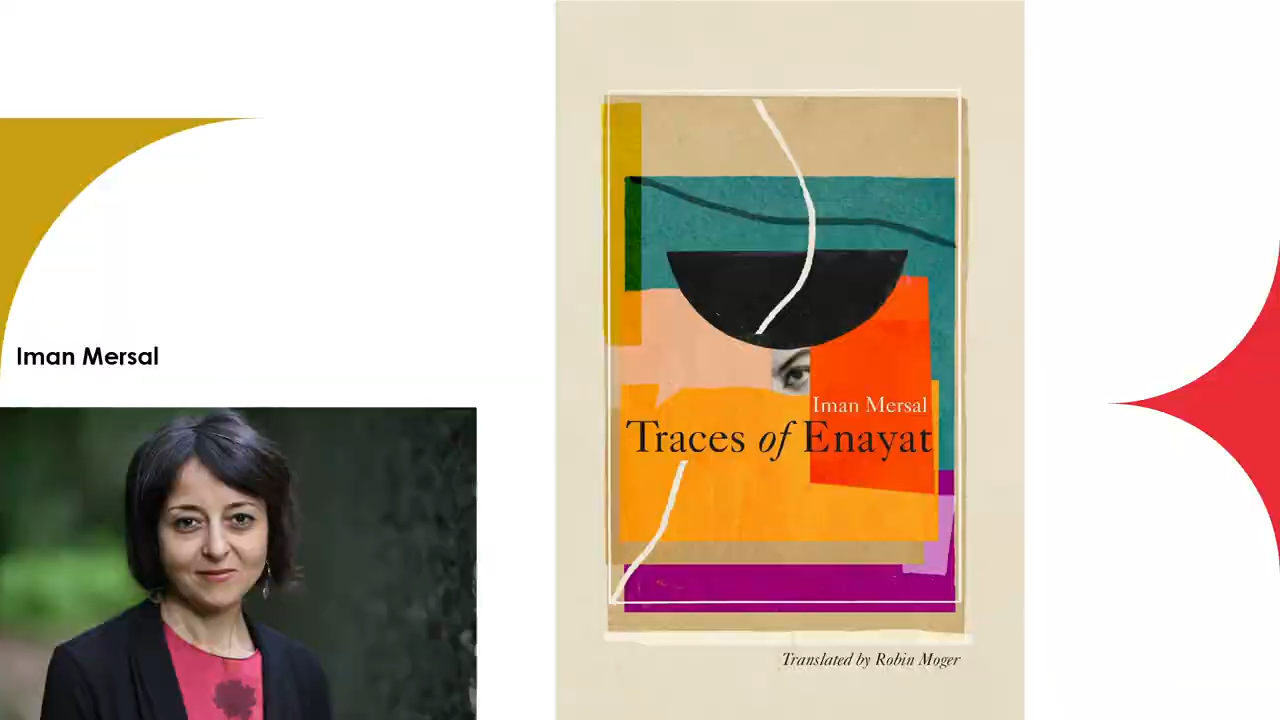 Iman Mersal
Iman Mersal
Traces of Enayat
Translated by Robin Moger